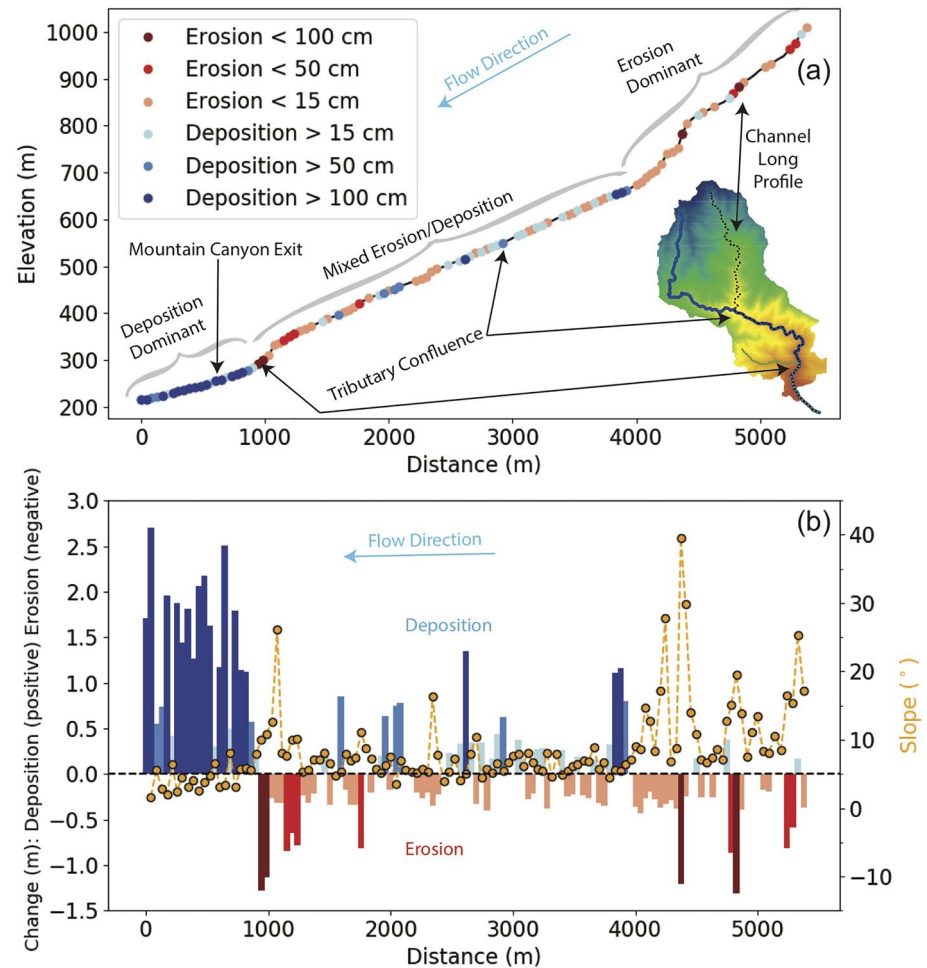 1000
900
800
700
600
500
400
300
200
Elevation (m)
Erosion < 100 cm
Erosion < 50 cm
Erosion < 15 cm
Deposition > 15 cm
Deposition > 50 cm
Deposition > 100 cm
Flow Direction
Erosion
Dominant
(a)
Channel
Long
Profile
Mixed Erosion/Deposition
Mountain Canyon Exit
Deposition
Dominant
Tributary Confluence
0
1000
2000
3000
4000
5000
Distance (m)
Change (m): Deposition (positive) Erosion (negative)
3.0
2.5
2.0
1.5
1.0
0.5
0.0
−0.5
−1.0
−1.5
(b)
Flow Direction
Deposition
Erosion
40
30
20
10
0
−10
Slope (°)
0
1000
2000
3000
4000
5000
Distance (m)